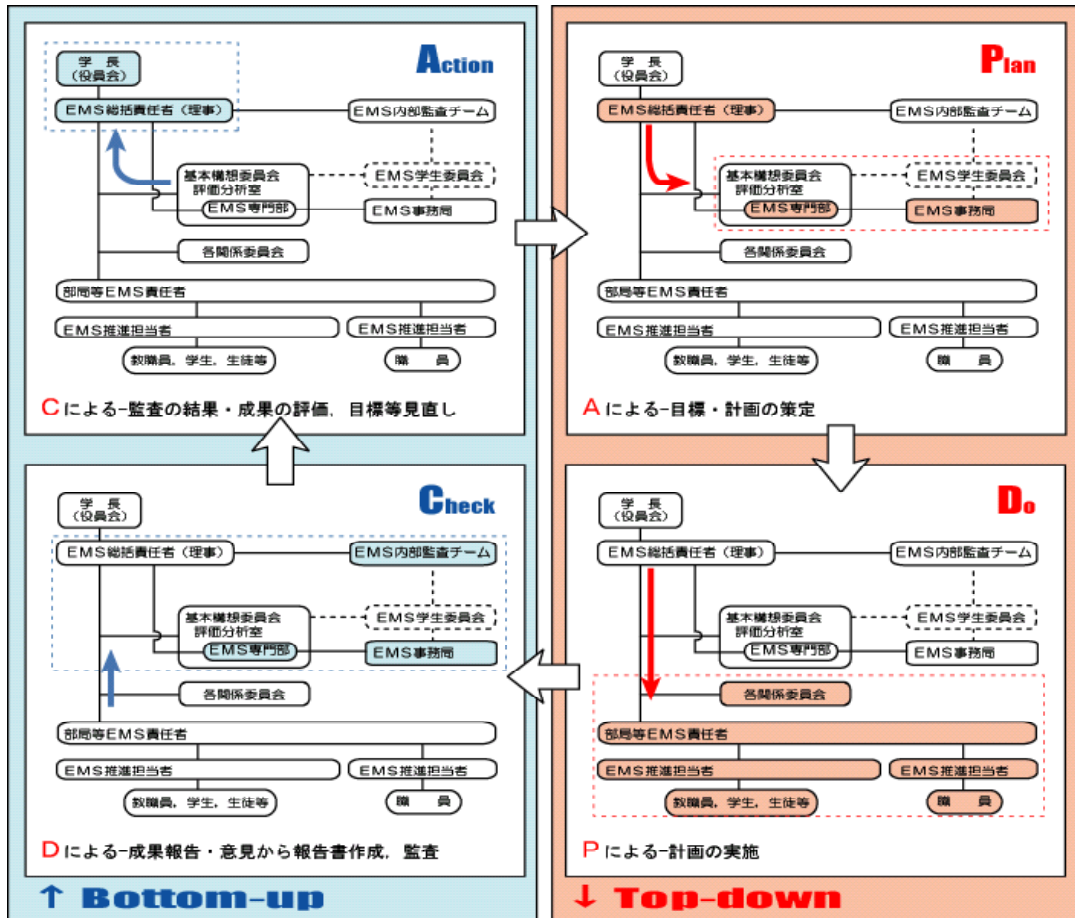 Action
学 長
(役員会)
EMS総括責任者(理事)
EMS内部監査チーム
基本構想委員会
評価分析室
EMS専門部
EMS学生委員会
EMS事務局
各関係委員会
部局等EMS責任者
EMS推進担当者
EMS推進担当者
教職員,学生,生徒等
職 員
Cによる-監査の結果・成果の評価,目標等見直し
Plan
学 長
(役員会)
EMS総括責任者(理事)
EMS内部監査チーム
基本構想委員会
評価分析室
EMS専門部
EMS学生委員会
EMS事務局
各関係委員会
部局等EMS責任者
EMS推進担当者
EMS推進担当者
教職員,学生,生徒等
職 員
Aによる-目標・計画の策定
Check
学 長
(役員会)
EMS総括責任者(理事)
EMS内部監査チーム
基本構想委員会
評価分析室
EMS専門部
EMS学生委員会
EMS事務局
各関係委員会
部局等EMS責任者
EMS推進担当者
EMS推進担当者
教職員,学生,生徒等
職 員
Dによる-成果報告・意見から報告書作成,監査
↑ Bottom-up
Do
学 長
(役員会)
EMS総括責任者(理事)
EMS内部監査チーム
基本構想委員会
評価分析室
EMS専門部
EMS学生委員会
EMS事務局
各関係委員会
部局等EMS責任者
EMS推進担当者
EMS推進担当者
教職員,学生,生徒等
職 員
Pによる-計画の実施
↓ Top-down